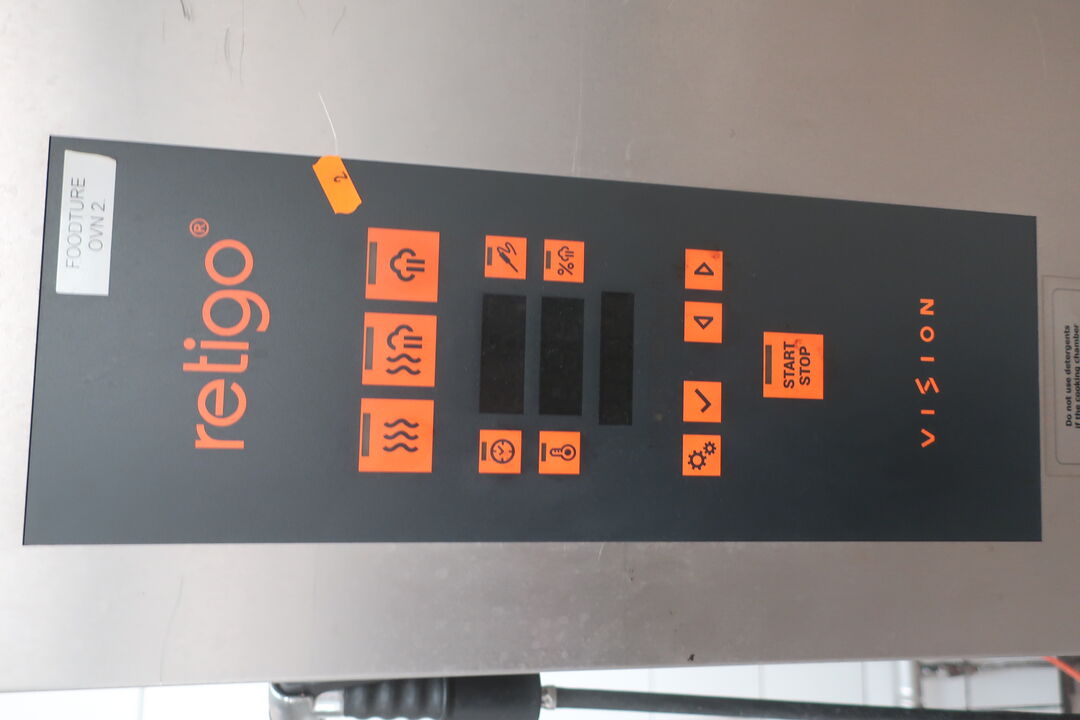 FOODTURE
OVN 2.
retigo®
2
%
START
STOP
VISION
Do not use detergents
if the cooking chamber